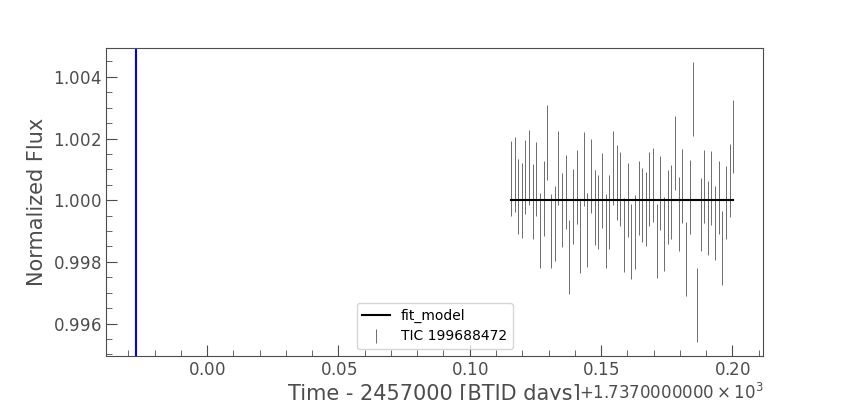 Normalized Flux
1.004
1.002
1.000
0.998
0.996
fit_model
TIC 199688472
0.00
0.05
0.10
0.15
0.20
Time - 2457000 [BTJD days]
+1.7370000000 × 10³